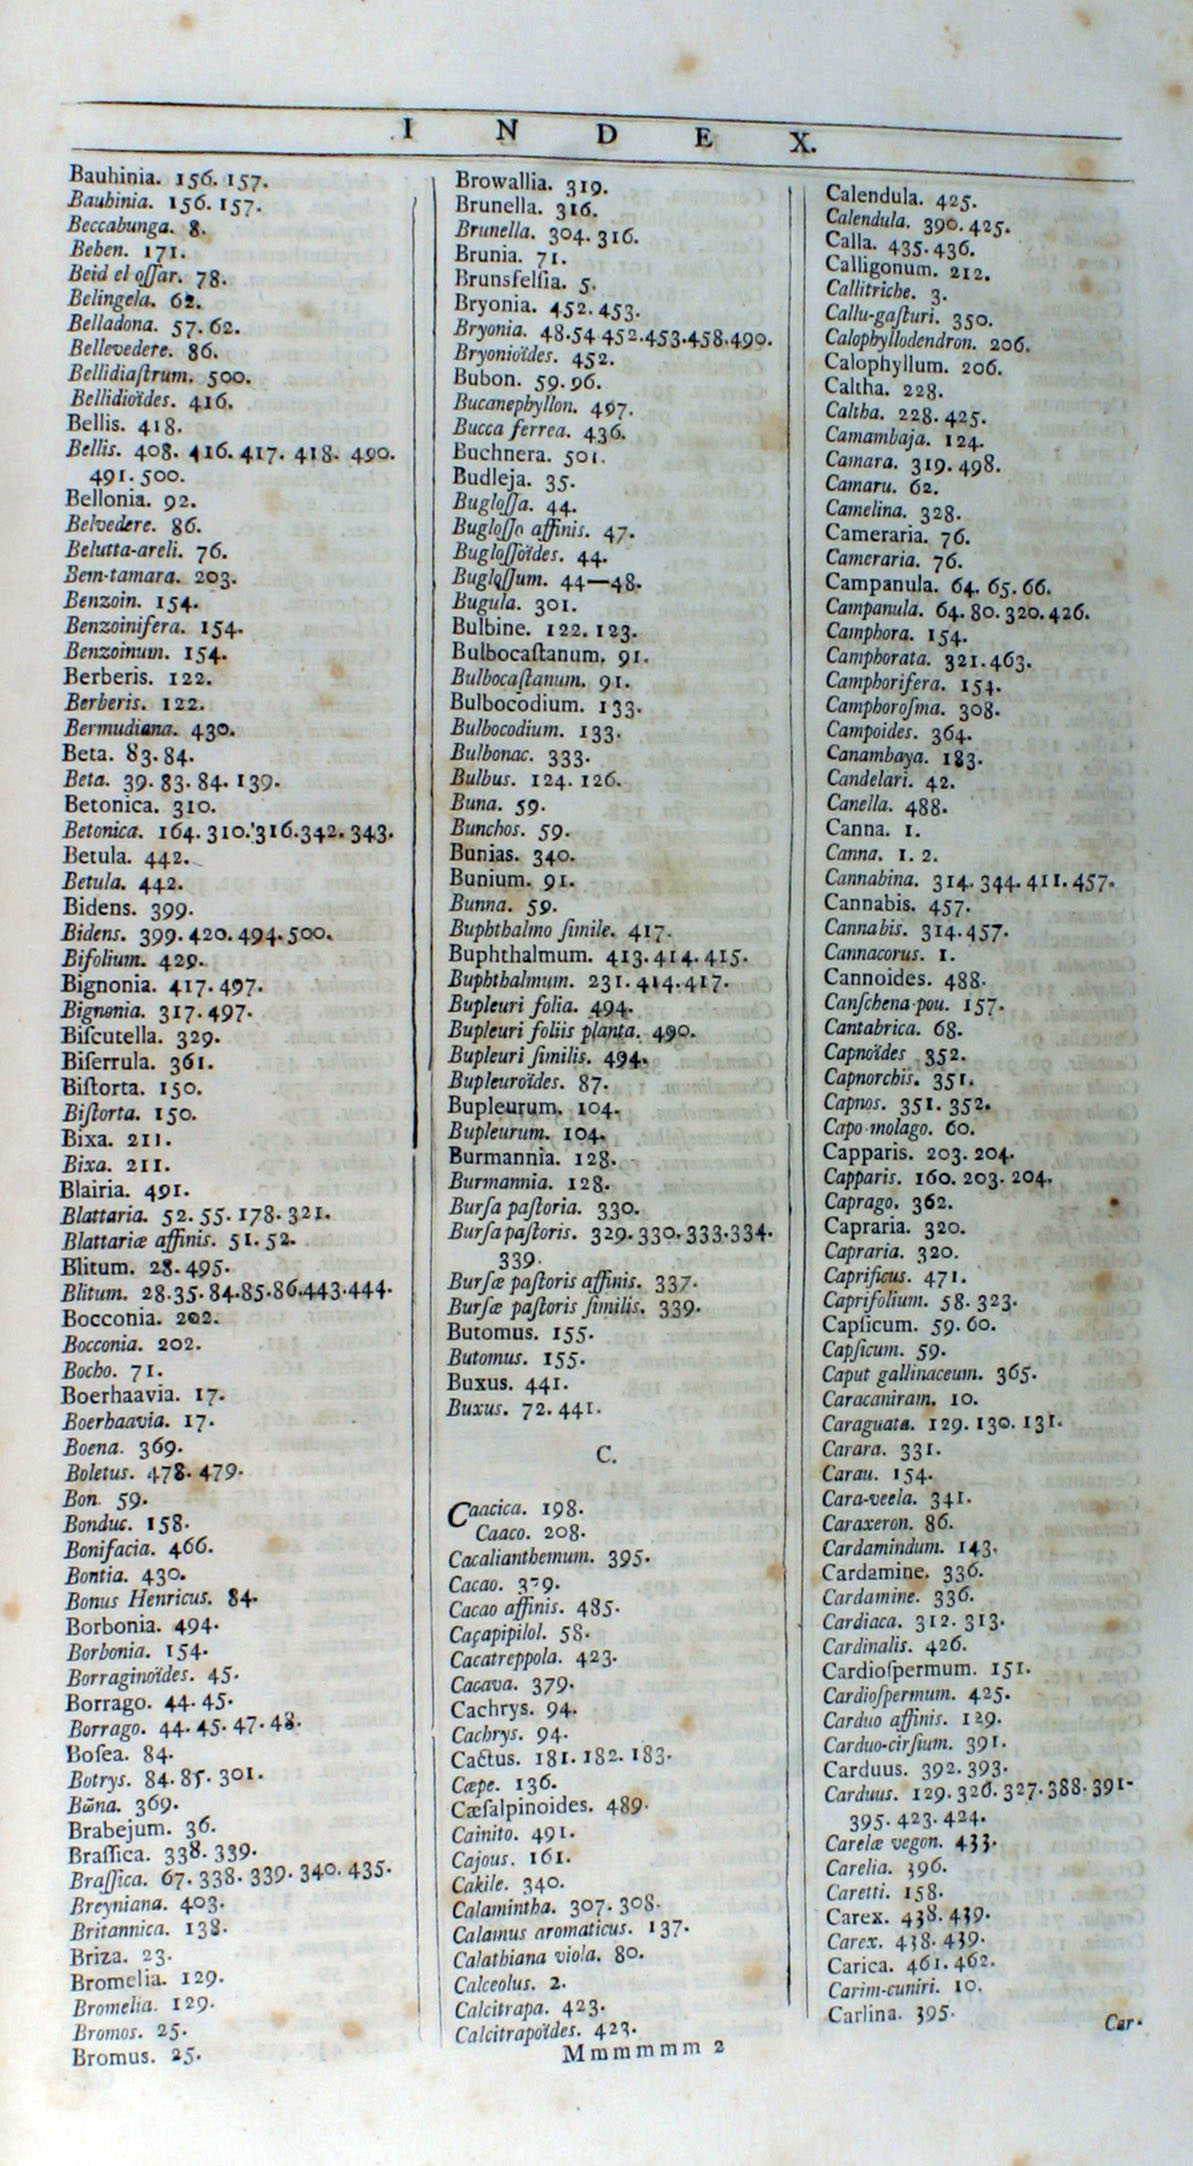 I N D E X.
Bauhinia. 156. 157.
Bauhinia. 156. 157.
Beccabunga. 8.
Behen. 171.
Beid el oſſar. 78.
Belingela. 62.
Belladona. 57. 62.
Bellevedere. 86.
Bellidiaſtrum. 500.
Bellidioïdes. 416.
Bellis. 418.
Bellis. 408. 416. 417. 418. 490.
491. 500.
Bellonia. 92.
Belvedere. 86.
Belutta-areli. 76.
Bem-tamara. 203.
Benzoin. 154.
Benzoinifera. 154.
Benzoinum. 154.
Berberis. 122.
Berberis. 122.
Bermudiana. 430.
Beta. 83. 84.
Beta. 39. 83. 84. 139.
Betonica. 310.
Betonica. 164. 310. 316. 342. 343.
Betula. 442.
Betula. 442.
Bidens. 399.
Bidens. 399. 420. 494. 500.
Bifolium. 429.
Bignonia. 417. 497.
Bignonia. 317. 497.
Biſcutella. 329.
Biſerrula. 361.
Biſtorta. 150.
Biſtorta. 150.
Bixa. 211.
Bixa. 211.
Blairia. 491.
Blattaria. 52. 55. 178. 321.
Blattariæ affinis. 51. 52.
Blitum. 28. 495.
Blitum. 28. 35. 84. 85. 86. 443. 444.
Bocconia. 202.
Bocconia. 202.
Bocho. 71.
Boerhaavia. 17.
Boerhaavia. 17.
Boena. 369.
Boletus. 478. 479.
Bon. 59.
Bonduc. 158.
Bonifacia. 466.
Bontia. 430.
Bonus Henricus. 84.
Borbonia. 494.
Borbonia. 154.
Borraginoïdes. 45.
Borrago. 44. 45.
Borrago. 44. 45. 47. 48.
Boſea. 84.
Botrys. 84. 85. 301.
Bω̃na. 369.
Brabejum. 36.
Braſſica. 338. 339.
Braſſica. 67. 338. 339. 340. 435.
Breyniana. 403.
Britannica. 138.
Briza. 23.
Bromelia. 129.
Bromelia. 129.
Bromos. 25.
Bromus. 25.
Browallia. 319.
Brunella. 316.
Brunella. 304. 316.
Brunia. 71.
Brunsfelſia. 5.
Bryonia. 452. 453.
Bryonia. 48. 54. 452. 453. 458. 490.
Bryonioïdes. 452.
Bubon. 59. 96.
Bucanephyllon. 497.
Bucca ferrea. 436.
Buchnera. 501.
Budleja. 35.
Bugloſſa. 44.
Bugloſſo affinis. 47.
Bugloſſoïdes. 44.
Bugloſſum. 44—48.
Bugula. 301.
Bulbine. 122. 123.
Bulbocaſtanum. 91.
Bulbocaſtanum. 91.
Bulbocodium. 133.
Bulbocodium. 133.
Bulbonac. 333.
Bulbus. 124. 126.
Buna. 59.
Bunchos. 59.
Bunias. 340.
Bunium. 91.
Bunna. 59.
Buphthalmo ſimile. 417.
Buphthalmum. 413. 414. 415.
Buphthalmum. 231. 414. 417.
Bupleuri folia. 494.
Bupleuri foliis planta. 490.
Bupleuri ſimilis. 494.
Bupleuroïdes. 87.
Bupleurum. 104.
Bupleurum. 104.
Burmannia. 128.
Burmannia. 128.
Burſa paſtoria. 330.
Burſa paſtoris. 329. 330. 333. 334.
339.
Burſæ paſtoris affinis. 337.
Burſæ paſtoris ſimilis. 339.
Butomus. 155.
Butomus. 155.
Buxus. 441.
Buxus. 72. 441.
C.
Caacica. 198.
Caaco. 208.
Cacalianthemum. 395.
Cacao. 379.
Cacao affinis. 485.
Caçapipilol. 58.
Cacatreppola. 423.
Cacava. 379.
Cachrys. 94.
Cachrys. 94.
Cactus. 181. 182. 183.
Cæpe. 136.
Cæſalpinoides. 489.
Cainito. 491.
Cajous. 161.
Cakile. 340.
Calamintha. 307. 308.
Calamus aromaticus. 137.
Calathiana viola. 80.
Calceolus. 2.
Calcitrapa. 423.
Calcitrapoïdes. 423.
Mmmmmm 2
Calendula. 425.
Calendula. 390. 425.
Calla. 435. 436.
Calligonum. 212.
Callitriche. 3.
Callu-gaſturi. 350.
Calophyllodendron. 206.
Calophyllum. 206.
Caltha. 228.
Caltha. 228. 425.
Camambaja. 124.
Camara. 319. 498.
Camaru. 62.
Camelina. 328.
Cameraria. 76.
Cameraria. 76.
Campanula. 64. 65. 66.
Campanula. 64. 80. 320. 426.
Camphora. 154.
Camphorata. 321. 463.
Camphorifera. 154.
Camphoroſma. 308.
Campoides. 364.
Canambaya. 183.
Candelari. 42.
Canella. 488.
Canna. 1.
Canna. 1. 2.
Cannabina. 314. 344. 411. 457.
Cannabis. 457.
Cannabis. 314. 457.
Cannacorus. 1.
Cannoides. 488.
Canſchena-pou. 157.
Cantabrica. 68.
Capnoïdes 352.
Capnorchis. 351.
Capnos. 351. 352.
Capo-molago. 60.
Capparis. 203. 204.
Capparis. 160. 203. 204.
Caprago. 362.
Capraria. 320.
Capraria. 320.
Caprificus. 471.
Caprifolium. 58. 323.
Capſicum. 59. 60.
Capſicum. 59.
Caput gallinaceum. 365.
Caracaniram. 10.
Caraguata. 129. 130. 131.
Carara. 331.
Carau. 154.
Cara-veela. 341.
Caraxeron. 86.
Cardamindum. 143.
Cardamine. 336.
Cardamine. 336.
Cardiaca. 312. 313.
Cardinalis. 426.
Cardioſpermum. 151.
Cardioſpermum. 425.
Carduo affinis. 129.
Carduo-cirſium. 391.
Carduus. 392. 393.
Carduus. 129. 326. 327. 388. 391.
395. 423. 424.
Carelæ vegon. 433.
Carelia. 396.
Caretti. 158.
Carex. 438. 439.
Carex. 438. 439.
Carica. 461. 462.
Carim-cuniri. 10.
Carlina. 395.
Car-